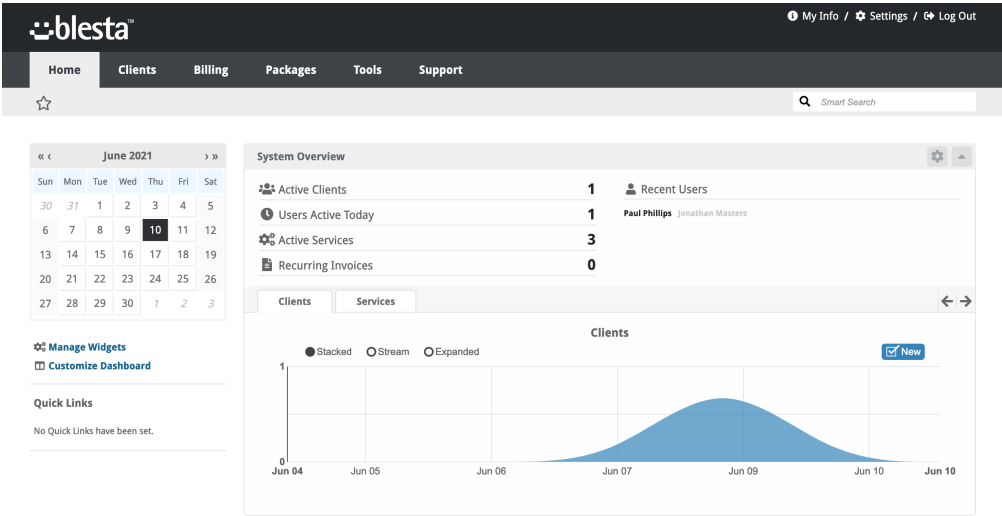 blesta™
My Info / Settings / Log Out
Home Clients Billing Packages Tools Support
Smart Search
« ‹ June 2021 › »
Sun Mon Tue Wed Thu Fri Sat
30 31 1 2 3 4 5
6 7 8 9 10 11 12
13 14 15 16 17 18 19
20 21 22 23 24 25 26
27 28 29 30 1 2 3
Manage Widgets
Customize Dashboard
Quick Links
No Quick Links have been set.
System Overview
Active Clients 1
Users Active Today 1
Active Services 3
Recurring Invoices 0
Recent Users
Paul Phillips Jonathan Masters
Clients Services
Clients
Stacked Stream Expanded
New
1
0
Jun 04 Jun 05 Jun 06 Jun 07 Jun 09 Jun 10 Jun 10